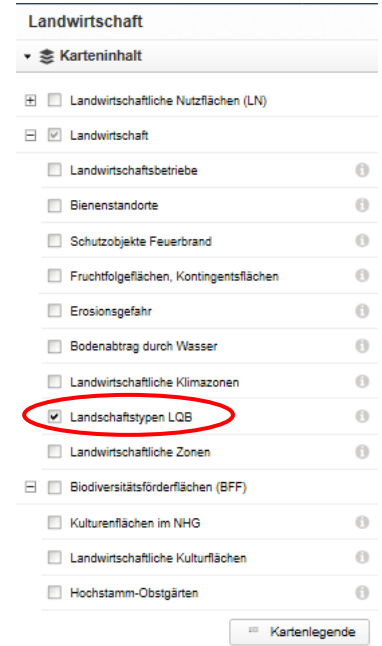 Landwirtschaft
Karteninhalt
Landwirtschaftliche Nutzflächen (LN)
Landwirtschaft
Landwirtschaftsbetriebe
Bienenstandorte
Schutzobjekte Feuerbrand
Fruchtfolgeflächen, Kontingentsflächen
Erosionsgefahr
Bodenabtrag durch Wasser
Landwirtschaftliche Klimazonen
Landschaftstypen LQB
Landwirtschaftliche Zonen
Biodiversitätsförderflächen (BFF)
Kulturenflächen im NHG
Landwirtschaftliche Kulturflächen
Hochstamm-Obstgärten
Kartenlegende